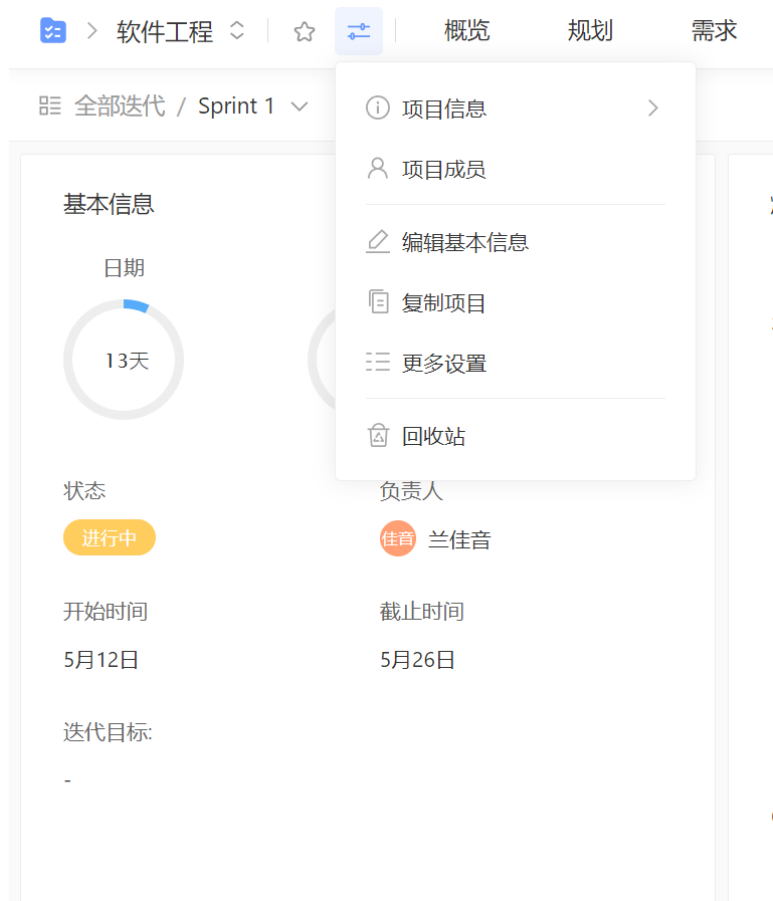 软件工程 概览 规划 需求
全部迭代 / Sprint 1
项目信息
项目成员
编辑基本信息
复制项目
更多设置
回收站
基本信息
日期
13天
状态 负责人
进行中 佳音 兰佳音
开始时间 截止时间
5月12日 5月26日
迭代目标:
-